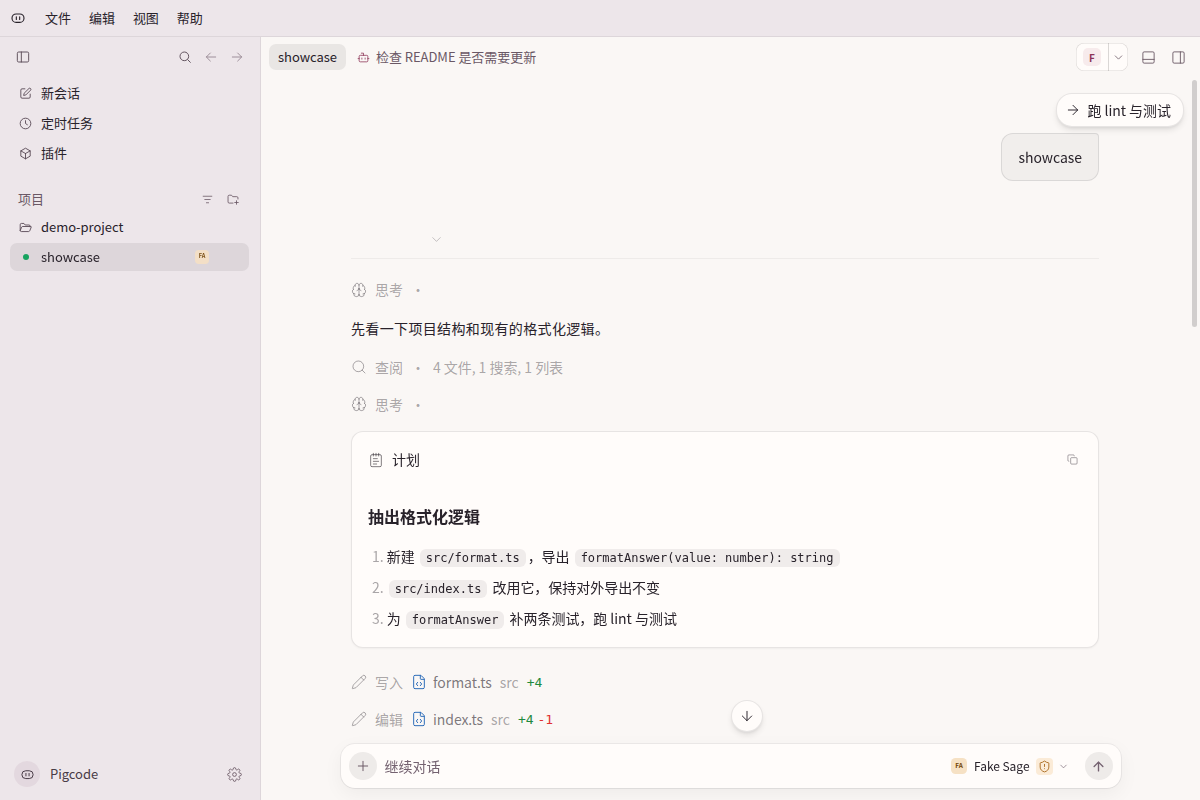 文件 编辑 视图 帮助
showcase 检查 README 是否需要更新 F
新会话
定时任务
插件
项目
demo-project
showcase FA
Pigcode
跑 lint 与测试
showcase
思考 •
先看一下项目结构和现有的格式化逻辑。
查阅 • 4 文件, 1 搜索, 1 列表
思考 •
计划
抽出格式化逻辑
1. 新建 src/format.ts，导出 formatAnswer(value: number): string
2. src/index.ts 改用它，保持对外导出不变
3. 为 formatAnswer 补两条测试，跑 lint 与测试
写入 format.ts src +4
编辑 index.ts src +4 -1
继续对话 FA Fake Sage